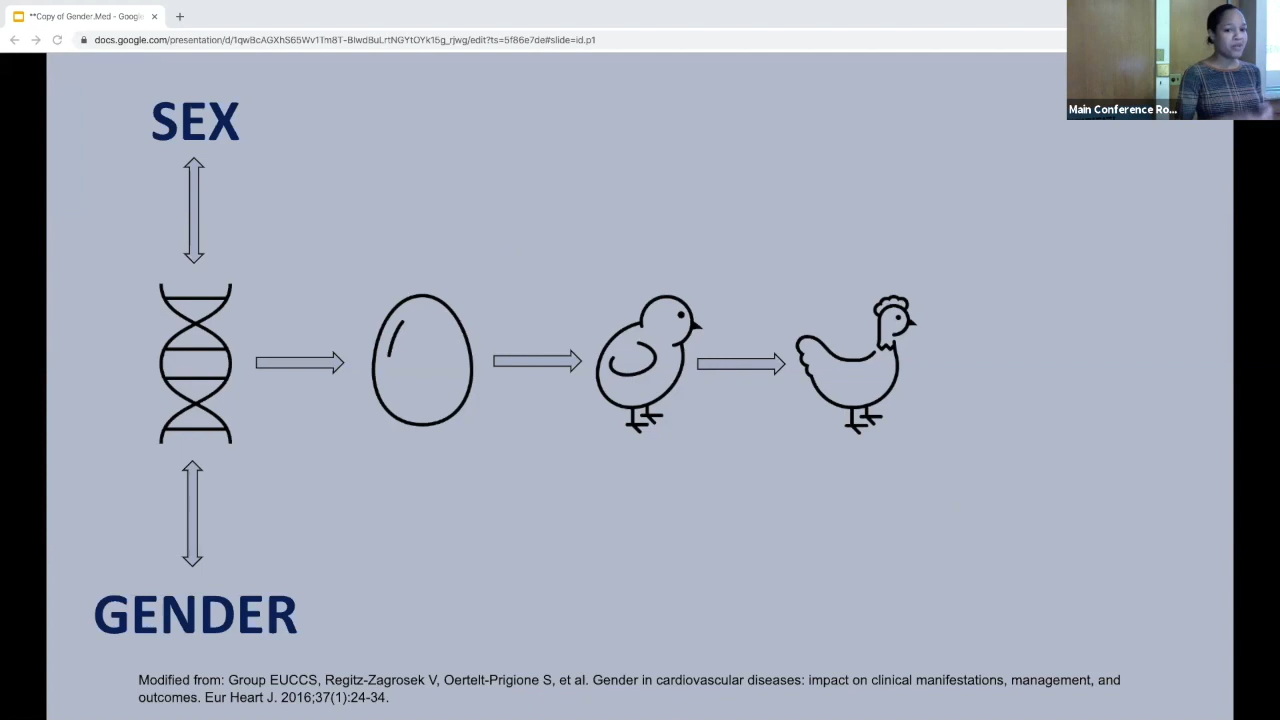 **Copy of Gender.Med - Google
docs.google.com/presentation/d/1qwBcAGXhS65Wv1Tm8T-BlwdBuLrtNGYtOYk15g_rjwg/edit?ts=5f86e7de#slide=id.p1
Main Conference Ro...
SEX
GENDER
Modified from: Group EUCCS, Regitz-Zagrosek V, Oertelt-Prigione S, et al. Gender in cardiovascular diseases: impact on clinical manifestations, management, and
outcomes. Eur Heart J. 2016;37(1):24-34.